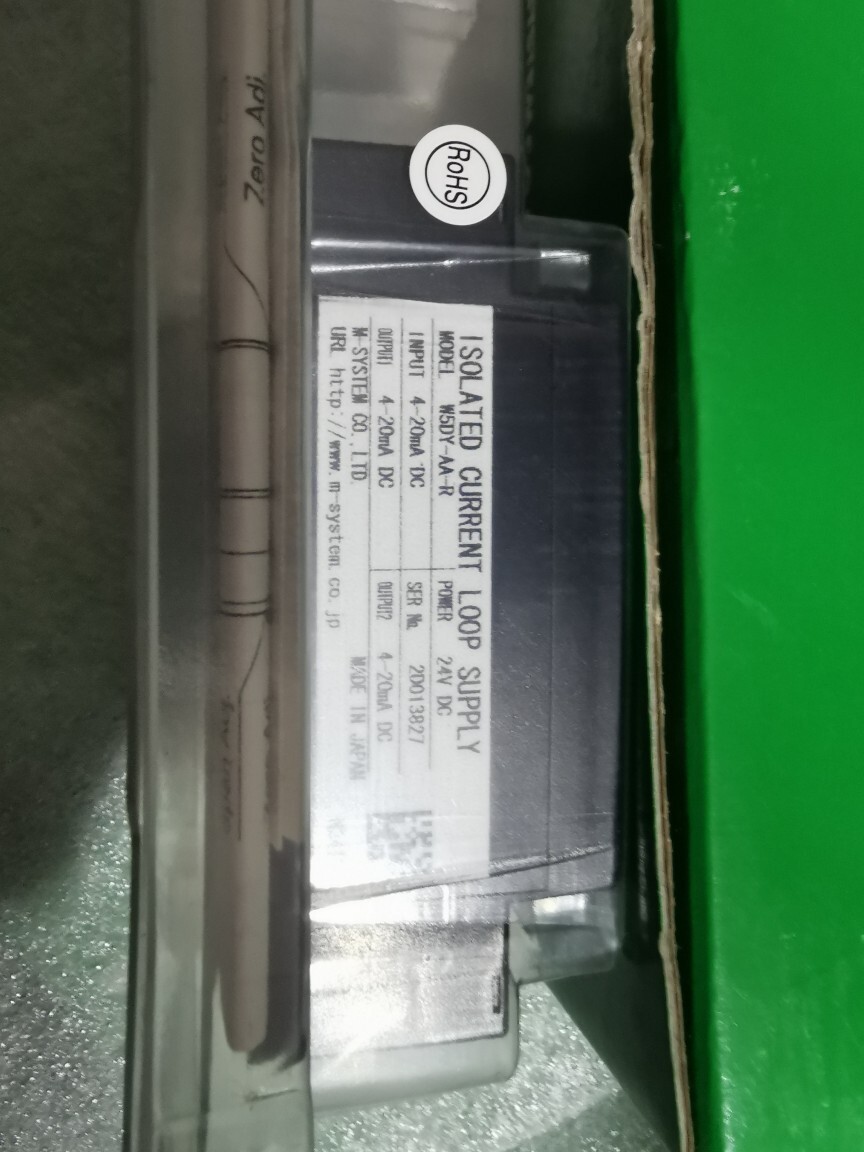 RoHS
Zero Adj
ISOLATED CURRENT LOOP SUPPLY
MODEL W5DY-AA-R POWER 24V DC
INPUT 4-20mA DC SER No. 2D013827
OUTPUT1 4-20mA DC OUTPUT2 4-20mA DC
M-SYSTEM CO.,LTD. MADE IN JAPAN
URL http://www.m-system.co.jp